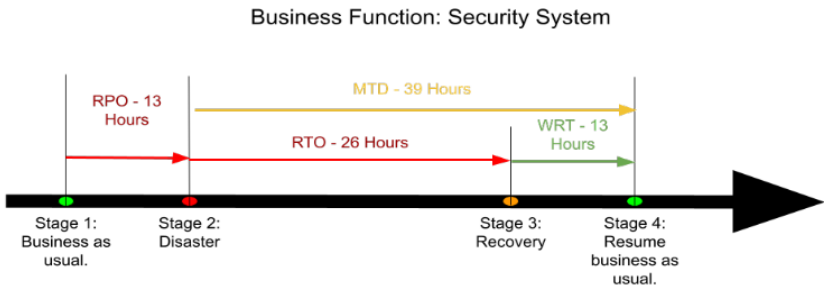 Business Function: Security System
MTD - 39 Hours
RPO - 13
Hours
WRT - 13
Hours
RTO - 26 Hours
Stage 1:
Business as
usual.
Stage 2:
Disaster
Stage 3:
Recovery
Stage 4:
Resume
business as
usual.